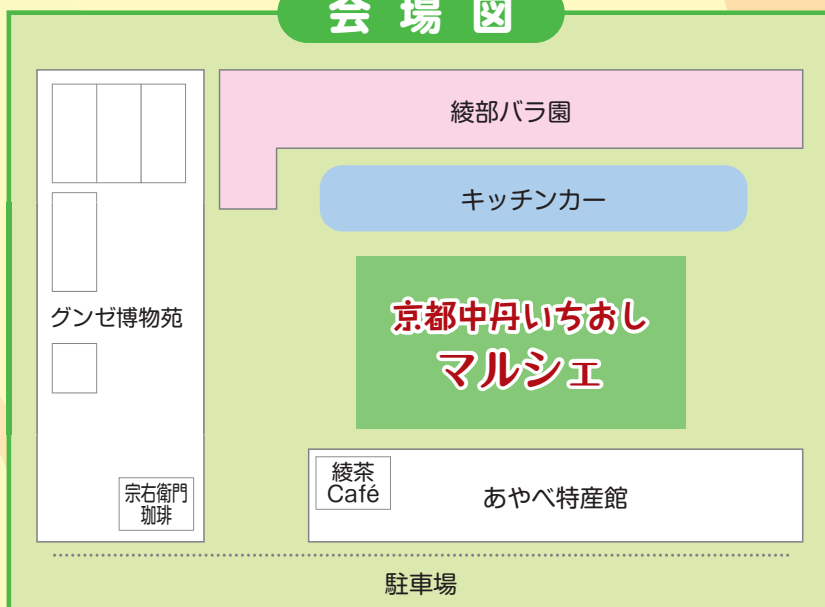 会場図
綾部バラ園
キッチンカー
グンゼ博物苑
京都中丹いちおし
マルシェ
宗右衛門
珈琲
綾茶
Café
あやべ特産館
駐車場